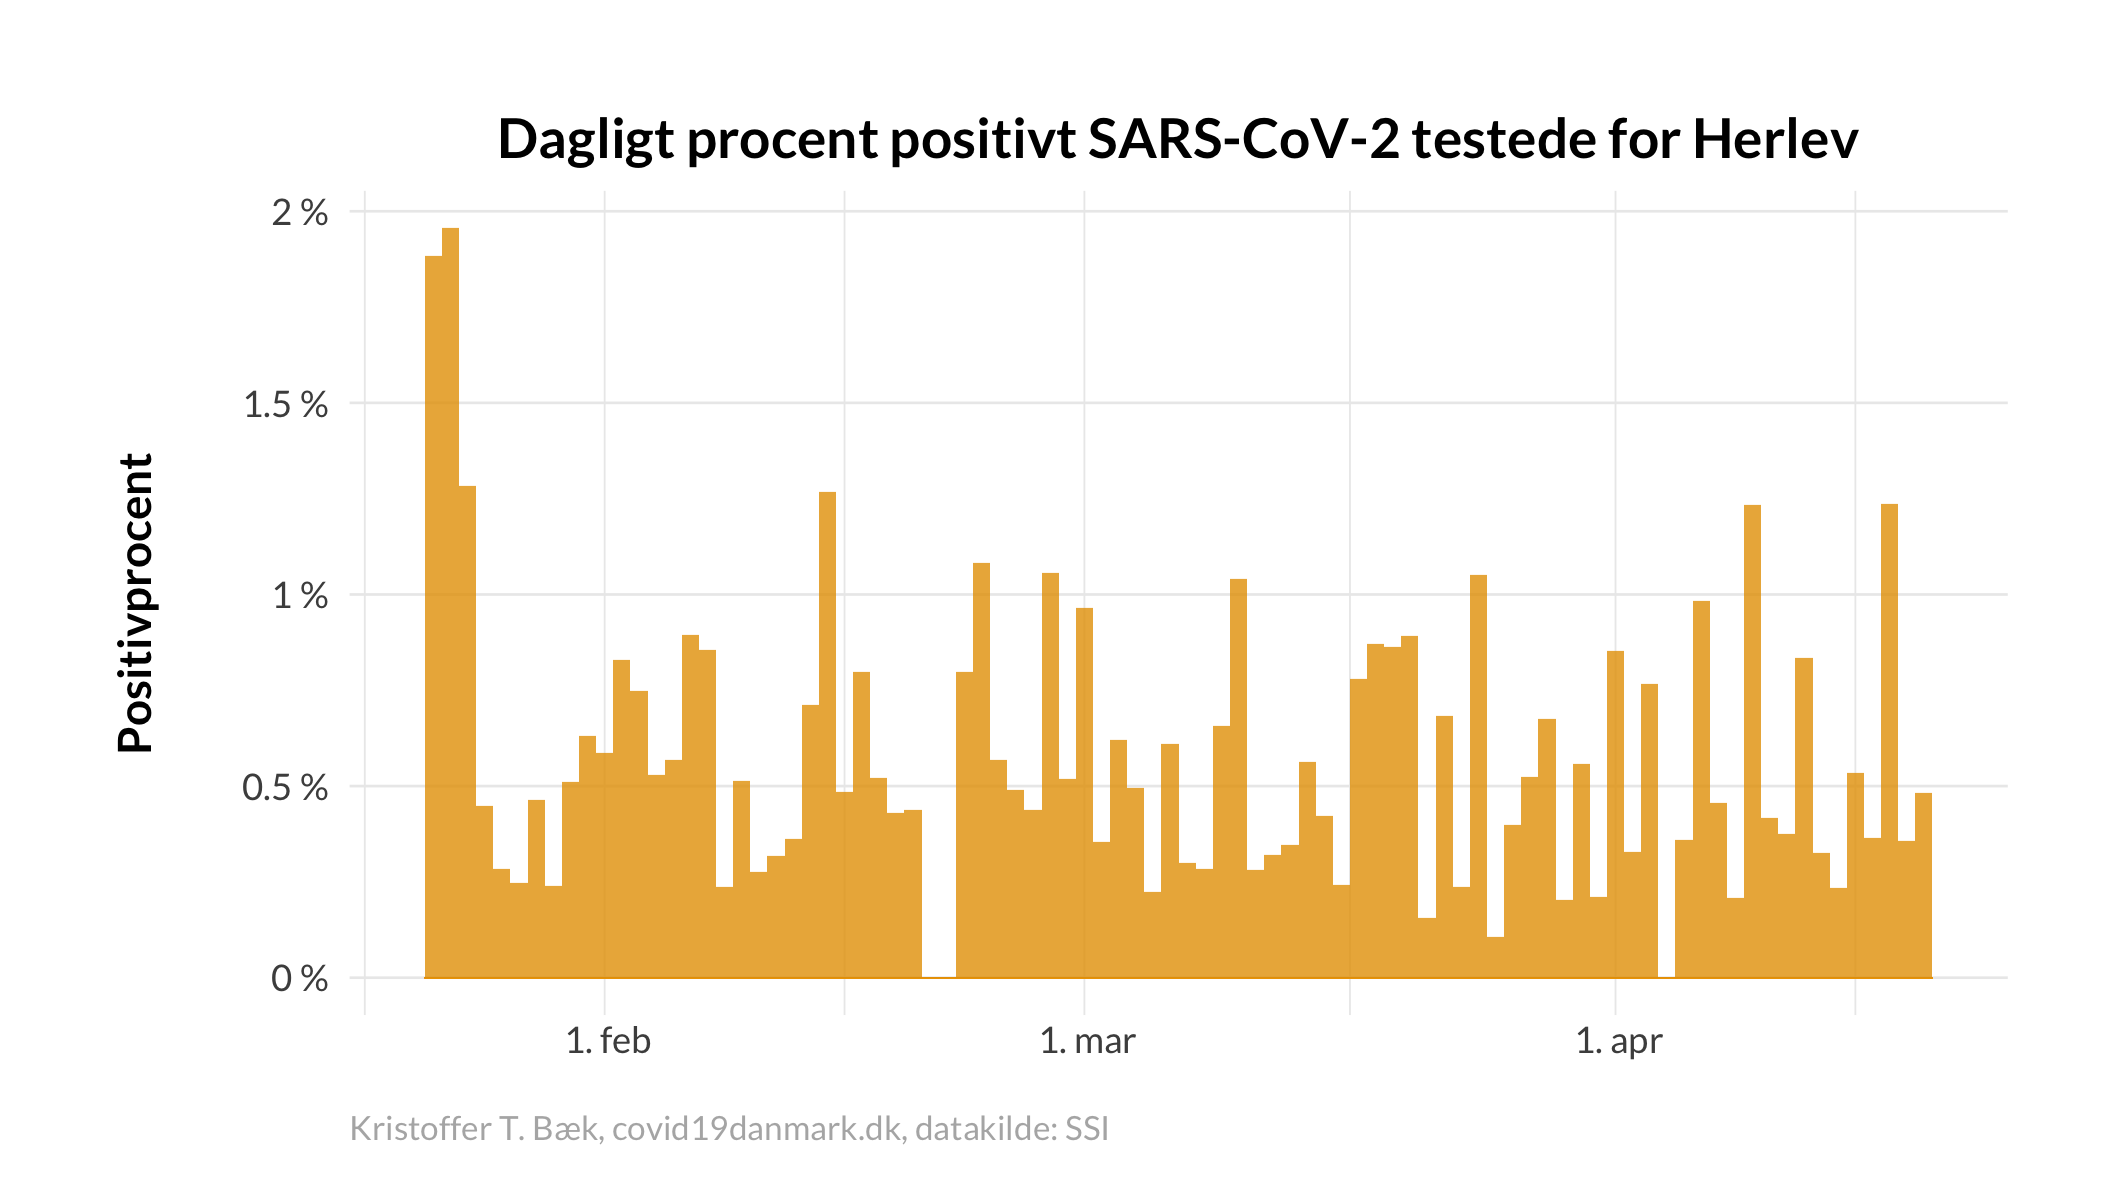 Dagligt procent positivt SARS-CoV-2 testede for Herlev
Positivprocent
2 %
1.5 %
1 %
0.5 %
0 %
1. feb
1. mar
1. apr
Kristoffer T. Bæk, covid19danmark.dk, datakilde: SSI